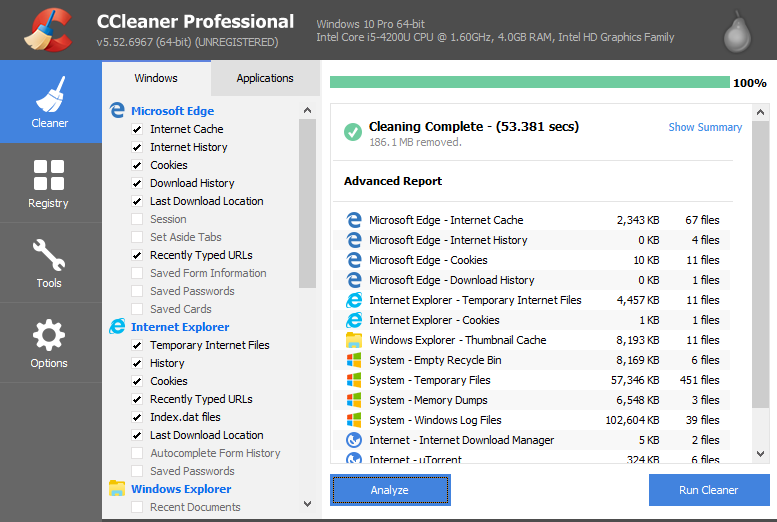 CCleaner Professional
v5.52.6967 (64-bit) (UNREGISTERED)
Windows 10 Pro 64-bit
Intel Core i5-4200U CPU @ 1.60GHz, 4.0GB RAM, Intel HD Graphics Family
Cleaner
Registry
Tools
Options
Windows
Applications
Microsoft Edge
Internet Cache
Internet History
Cookies
Download History
Last Download Location
Session
Set Aside Tabs
Recently Typed URLs
Saved Form Information
Saved Passwords
Saved Cards
Internet Explorer
Temporary Internet Files
History
Cookies
Recently Typed URLs
Index.dat files
Last Download Location
Autocomplete Form History
Saved Passwords
Windows Explorer
Recent Documents
100%
Cleaning Complete - (53.381 secs)
Show Summary
186.1 MB removed.
Advanced Report
Microsoft Edge - Internet Cache 2,343 KB 67 files
Microsoft Edge - Internet History 0 KB 4 files
Microsoft Edge - Cookies 10 KB 11 files
Microsoft Edge - Download History 0 KB 1 files
Internet Explorer - Temporary Internet Files 4,457 KB 11 files
Internet Explorer - Cookies 1 KB 1 files
Windows Explorer - Thumbnail Cache 8,193 KB 11 files
System - Empty Recycle Bin 8,169 KB 6 files
System - Temporary Files 57,346 KB 451 files
System - Memory Dumps 6,548 KB 3 files
System - Windows Log Files 102,604 KB 39 files
Internet - Internet Download Manager 5 KB 2 files
Internet - uTorrent 324 KB 6 files
Analyze
Run Cleaner